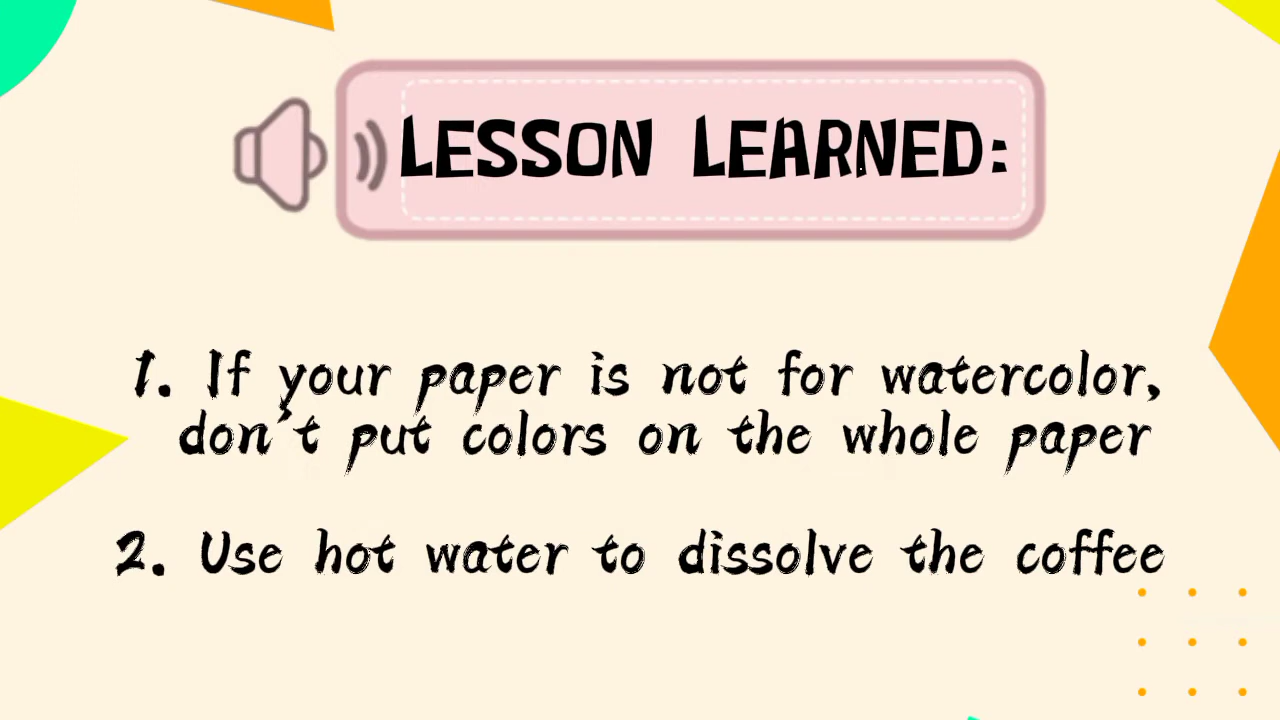 LESSON LEARNED:
1. If your paper is not for watercolor,
don't put colors on the whole paper
2. Use hot water to dissolve the coffee